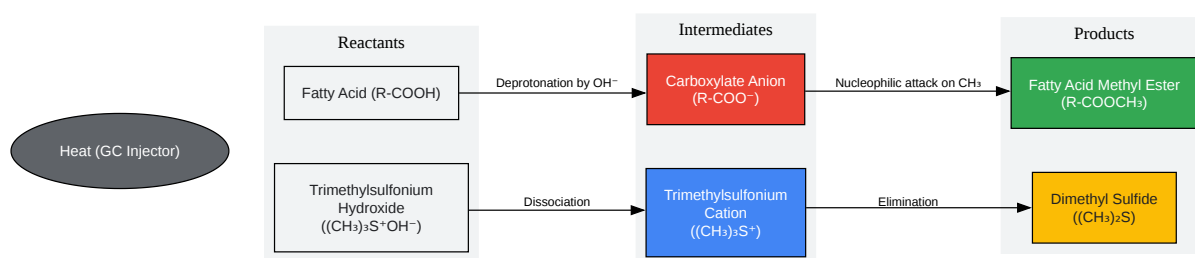 Reactants
Intermediates
Products
Fatty Acid (R-COOH)
Deprotonation by OH⁻
Carboxylate Anion
(R-COO⁻)
Nucleophilic attack on CH₃
Fatty Acid Methyl Ester
(R-COOCH₃)
Heat (GC Injector)
Trimethylsulfonium
Hydroxide
((CH₃)₃S⁺OH⁻)
Dissociation
Trimethylsulfonium
Cation
((CH₃)₃S⁺)
Elimination
Dimethyl Sulfide
((CH₃)₂S)